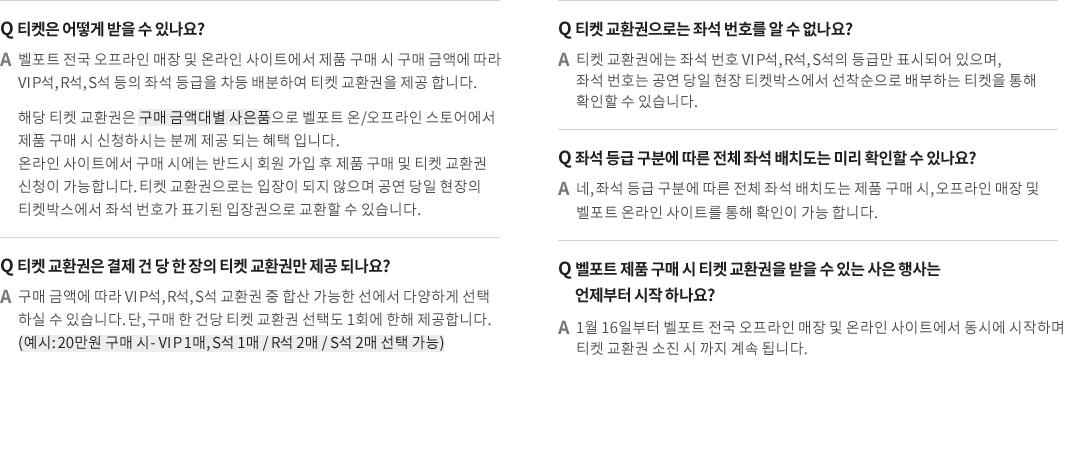 Q 티켓은 어떻게 받을 수 있나요?
A 벨포트 전국 오프라인 매장 및 온라인 사이트에서 제품 구매 시 구매 금액에 따라
VIP석, R석, S석 등의 좌석 등급을 차등 배분하여 티켓 교환권을 제공 합니다.
해당 티켓 교환권은 구매 금액대별 사은품으로 벨포트 온/오프라인 스토어에서
제품 구매 시 신청하시는 분께 제공 되는 혜택 입니다.
온라인 사이트에서 구매 시에는 반드시 회원 가입 후 제품 구매 및 티켓 교환권
신청이 가능합니다. 티켓 교환권으로는 입장이 되지 않으며 공연 당일 현장의
티켓박스에서 좌석 번호가 표기된 입장권으로 교환할 수 있습니다.
Q 티켓 교환권은 결제 건 당 한 장의 티켓 교환권만 제공 되나요?
A 구매 금액에 따라 VIP석, R석, S석 교환권 중 합산 가능한 선에서 다양하게 선택
하실 수 있습니다. 단, 구매 한 건당 티켓 교환권 선택도 1회에 한해 제공합니다.
(예시: 20만원 구매 시- VIP 1매, S석 1매 / R석 2매 / S석 2매 선택 가능)
Q 티켓 교환권으로는 좌석 번호를 알 수 없나요?
A 티켓 교환권에는 좌석 번호 VIP석, R석, S석의 등급만 표시되어 있으며,
좌석 번호는 공연 당일 현장 티켓박스에서 선착순으로 배부하는 티켓을 통해
확인할 수 있습니다.
Q 좌석 등급 구분에 따른 전체 좌석 배치도는 미리 확인할 수 있나요?
A 네, 좌석 등급 구분에 따른 전체 좌석 배치도는 제품 구매 시, 오프라인 매장 및
벨포트 온라인 사이트를 통해 확인이 가능 합니다.
Q 벨포트 제품 구매 시 티켓 교환권을 받을 수 있는 사은 행사는
언제부터 시작 하나요?
A 1월 16일부터 벨포트 전국 오프라인 매장 및 온라인 사이트에서 동시에 시작하며
티켓 교환권 소진 시 까지 계속 됩니다.